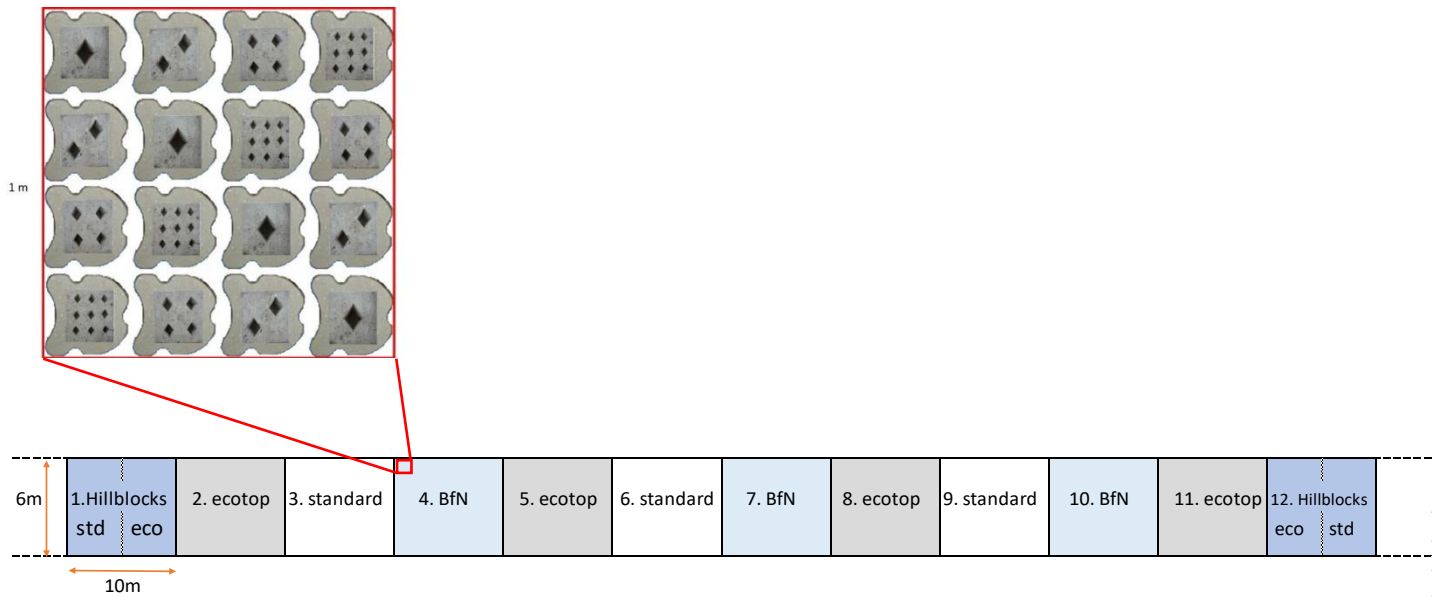 1 m
6m
1.Hillblocks
std eco
2. ecotop
3. standard
4. BfN
5. ecotop
6. standard
7. BfN
8. ecotop
9. standard
10. BfN
11. ecotop
12. Hillblocks
eco std
10m